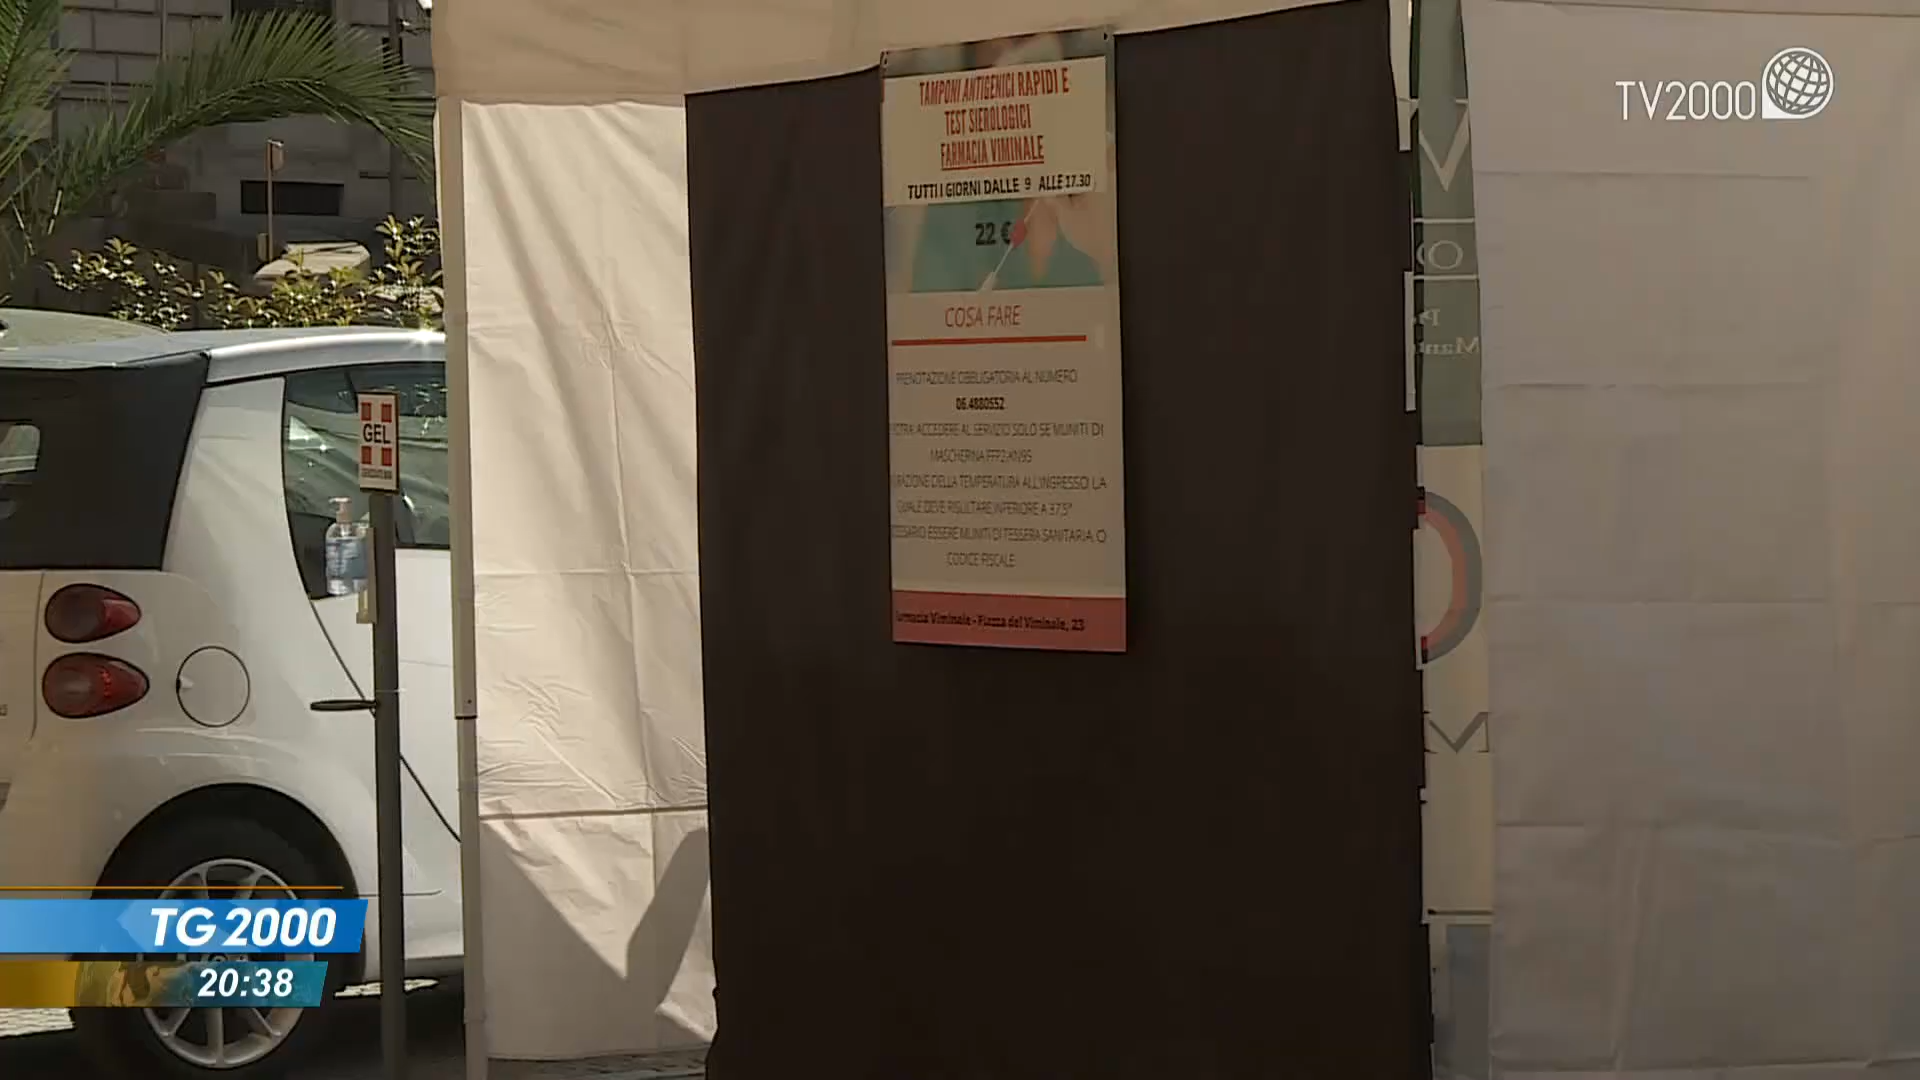 TV2000
TAMPONI ANTIGENICI RAPIDI E
TEST SIEROLOGICI
FARMACIA VIMINALE
TUTTI I GIORNI DALLE 9 ALLE 17.30
22 €
COSA FARE
PRENOTAZIONE OBBLIGATORIA AL NUMERO
06.4880552
ACCEDERE AL SERVIZIO SOLO SE MUNITI DI
MASCHERINA FFP2-KN95
RAZIONE DELLA TEMPERATURA ALL'INGRESSO LA
QUALE DEVE RISULTARE INFERIORE A 37,5°
ESSERE MUNITI DI TESSERA SANITARIA O
CODICE FISCALE
Viminale - Piazza del Viminale, 23
GEL
TG 2000
20:38